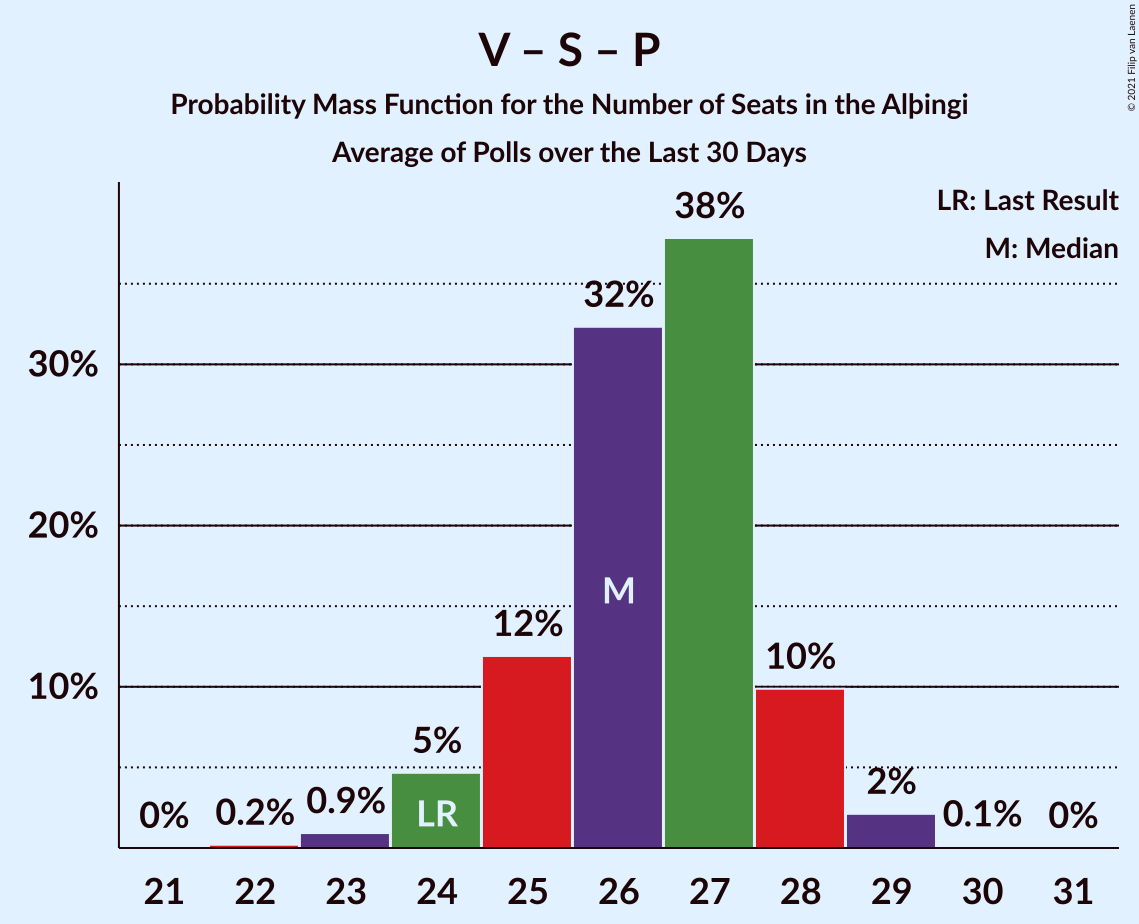 V – S – P
Probability Mass Function for the Number of Seats in the Alþingi
Average of Polls over the Last 30 Days
© 2021 Filip van Laenen
LR: Last Result
M: Median
38%
32%
30%
20%
12%
10%
10%
5%
2%
0%
0.2%
0.9%
0.1%
0%
M
LR
21 22 23 24 25 26 27 28 29 30 31